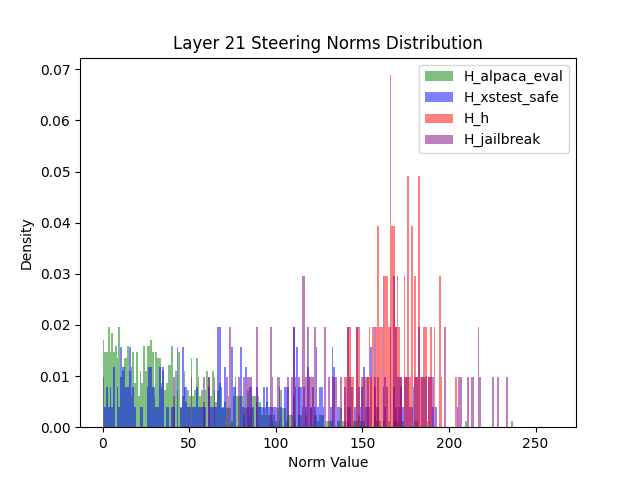 Layer 21 Steering Norms Distribution
H_alpaca_eval
H_xstest_safe
H_h
H_jailbreak
0.07
0.06
0.05
0.04
0.03
0.02
0.01
0.00
Density
0 50 100 150 200 250
Norm Value